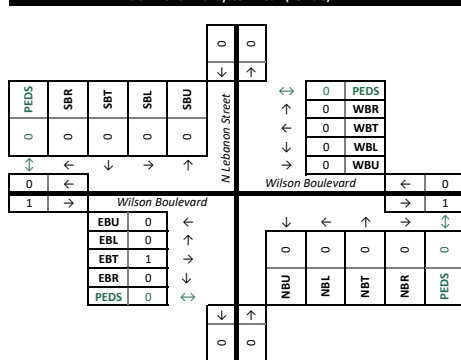 0 0
↓ ↑
PEDS SBR SBT SBL SBU
0 0 0 0 0
↕ ← ↓ → ↑
N Lebanon Street
↔ 0 PEDS
↑ 0 WBR
← 0 WBT
↓ 0 WBL
→ 0 WBU
0 ← Wilson Boulevard ← 0
1 → Wilson Boulevard → 1
EBU 0 ←
EBL 0 ↑
EBT 1 →
EBR 0 ↓
PEDS 0 ↔
↓ ← ↑ → ↕
0 0 0 0 0
NBU NBL NBT NBR PEDS
↓ ↑
0 0